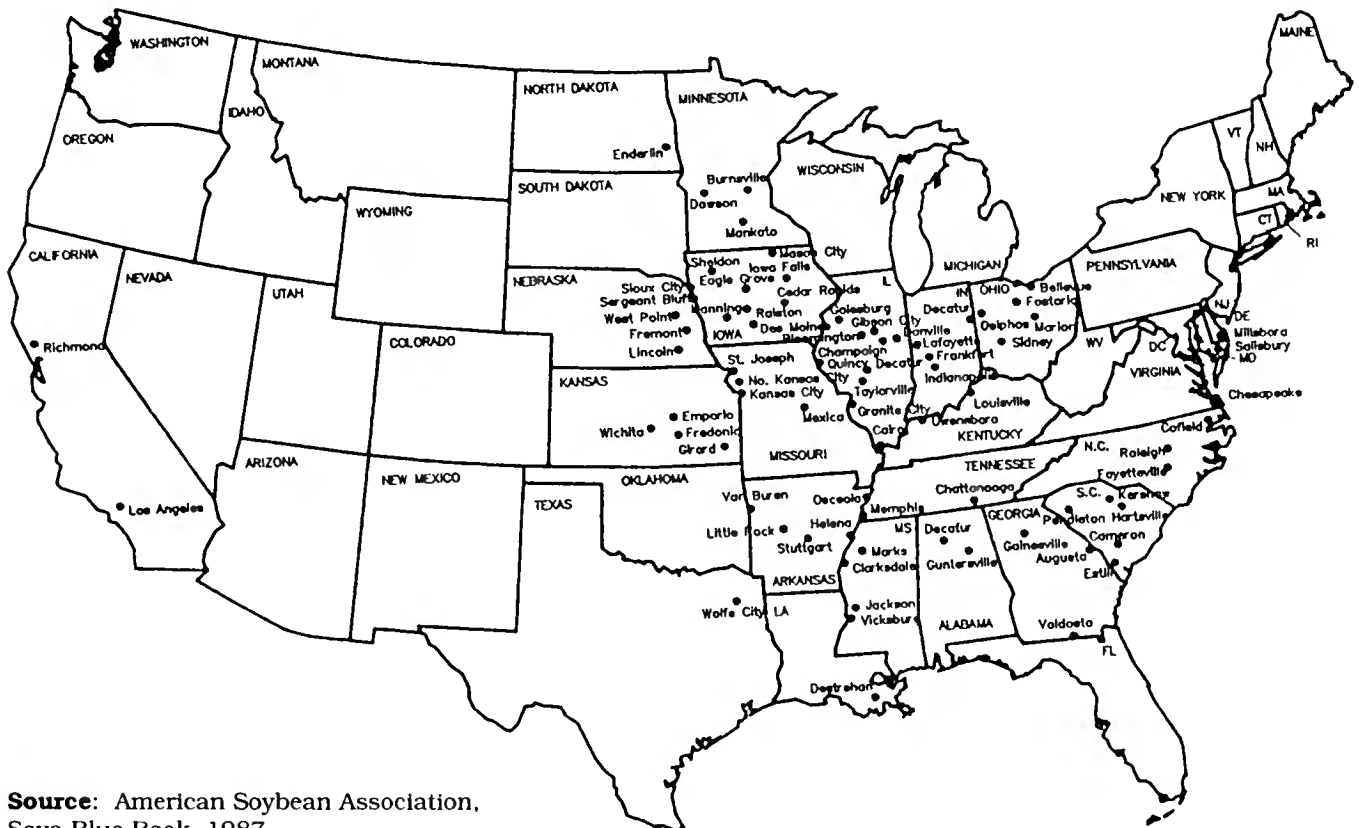 WASHINGTON
MONTANA
NORTH DAKOTA
MINNESOTA
MAINE
IDAHO
OREGON
Enderlin
VT
NH
WISCONSIN
Burnsville
SOUTH DAKOTA
Dawson
NEW YORK
MA
WYOMING
Mankato
CT
RI
CALIFORNIA
NEVADA
Sheldon
Mason City
MICHIGAN
PENNSYLVANIA
Iowa Falls
Eagle Grove
NEBRASKA
UTAH
Sioux City
Cedar Rapids
IL
IN
OHIO
Bellevue
Sergeant Bluff
Manning
Ralston
Galesburg
Decatur
Fostoria
NJ
West Point
Des Moines
Gibson City
Delphos
Marion
DE
Fremont
IOWA
Bloomington
Danville
Lafayette
Sidney
Millsboro
Richmond
COLORADO
Lincoln
Champaign
Frankfort
WV
DC
Salisbury
MD
St. Joseph
Quincy
Decatur
Indianapolis
VIRGINIA
KANSAS
No. Kansas City
Taylorville
Kansas City
Louisville
Chesapeake
Emporia
Mexica
Granite City
Owensboro
Wichita
Fredonia
Cairo
KENTUCKY
Cofield
Girard
MISSOURI
N.C.
Raleigh
ARIZONA
NEW MEXICO
OKLAHOMA
TENNESSEE
Fayetteville
TEXAS
Van Buren
Osceola
Chattanooga
S.C.
Kershaw
Los Angeles
Memphis
GEORGIA
Pendleton
Hartsville
Little Rock
Helena
MS
Decatur
Gainesville
Cameron
Stuttgart
Marks
Augusta
Clarksdale
Guntersville
Estill
ARKANSAS
Wolfe City
LA
Jackson
Vicksburg
ALABAMA
Valdosta
FL
Destrehan
Source: American Soybean Association,